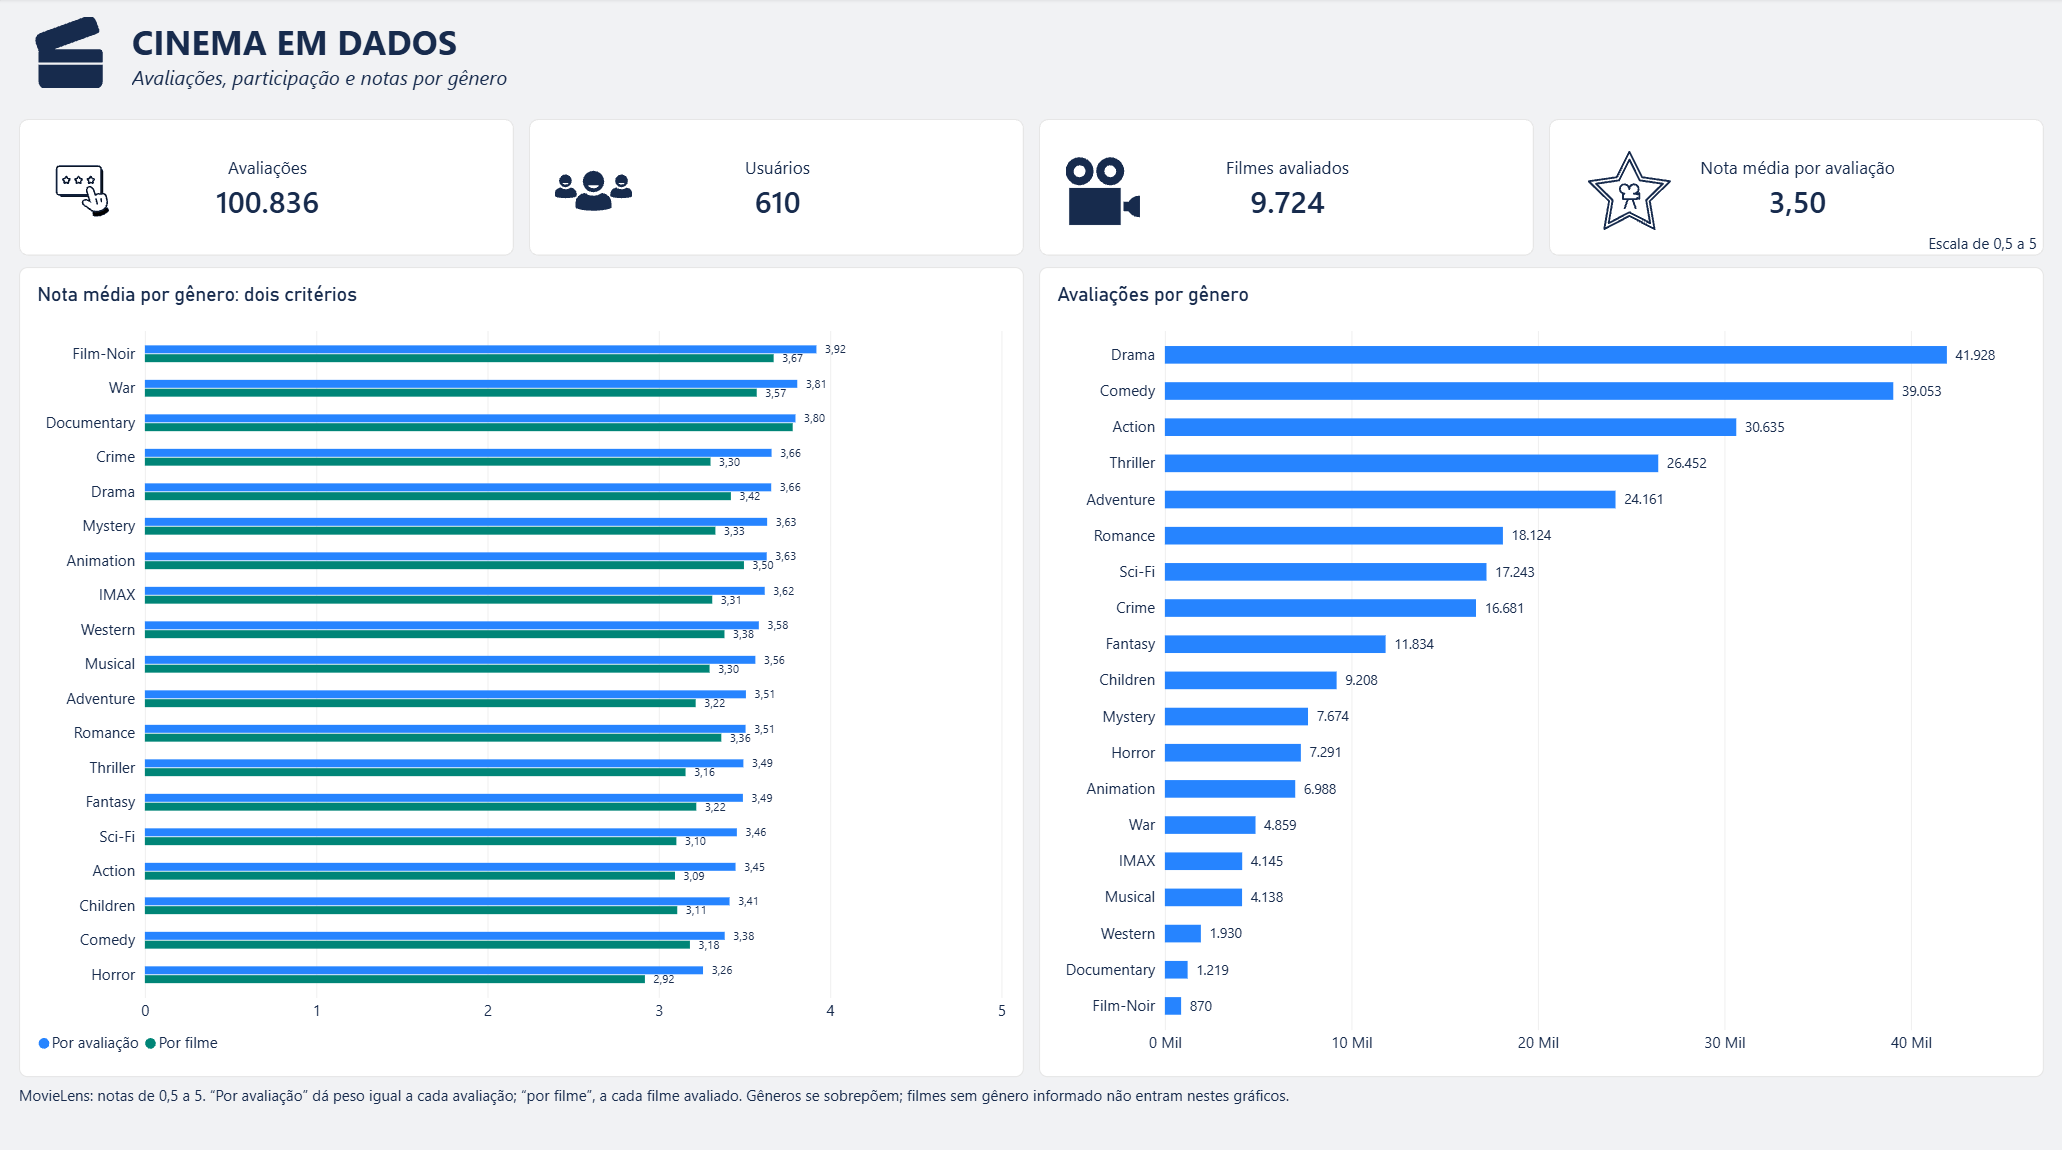 CINEMA EM DADOS
Avaliações, participação e notas por gênero
Avaliações
100.836
Usuários
610
Filmes avaliados
9.724
Nota média por avaliação
3,50
Escala de 0,5 a 5
Nota média por gênero: dois critérios
Film-Noir 3,92 3,67
War 3,81 3,57
Documentary 3,80
Crime 3,66 3,30
Drama 3,66 3,42
Mystery 3,63 3,33
Animation 3,63 3,50
IMAX 3,62 3,31
Western 3,58 3,38
Musical 3,56 3,30
Adventure 3,51 3,22
Romance 3,51 3,36
Thriller 3,49 3,16
Fantasy 3,49 3,22
Sci-Fi 3,46 3,10
Action 3,45 3,09
Children 3,41 3,11
Comedy 3,38 3,18
Horror 3,26 2,92
0 1 2 3 4 5
Por avaliação Por filme
Avaliações por gênero
Drama 41.928
Comedy 39.053
Action 30.635
Thriller 26.452
Adventure 24.161
Romance 18.124
Sci-Fi 17.243
Crime 16.681
Fantasy 11.834
Children 9.208
Mystery 7.674
Horror 7.291
Animation 6.988
War 4.859
IMAX 4.145
Musical 4.138
Western 1.930
Documentary 1.219
Film-Noir 870
0 Mil 10 Mil 20 Mil 30 Mil 40 Mil
MovieLens: notas de 0,5 a 5. “Por avaliação” dá peso igual a cada avaliação; “por filme”, a cada filme avaliado. Gêneros se sobrepõem; filmes sem gênero informado não entram nestes gráficos.